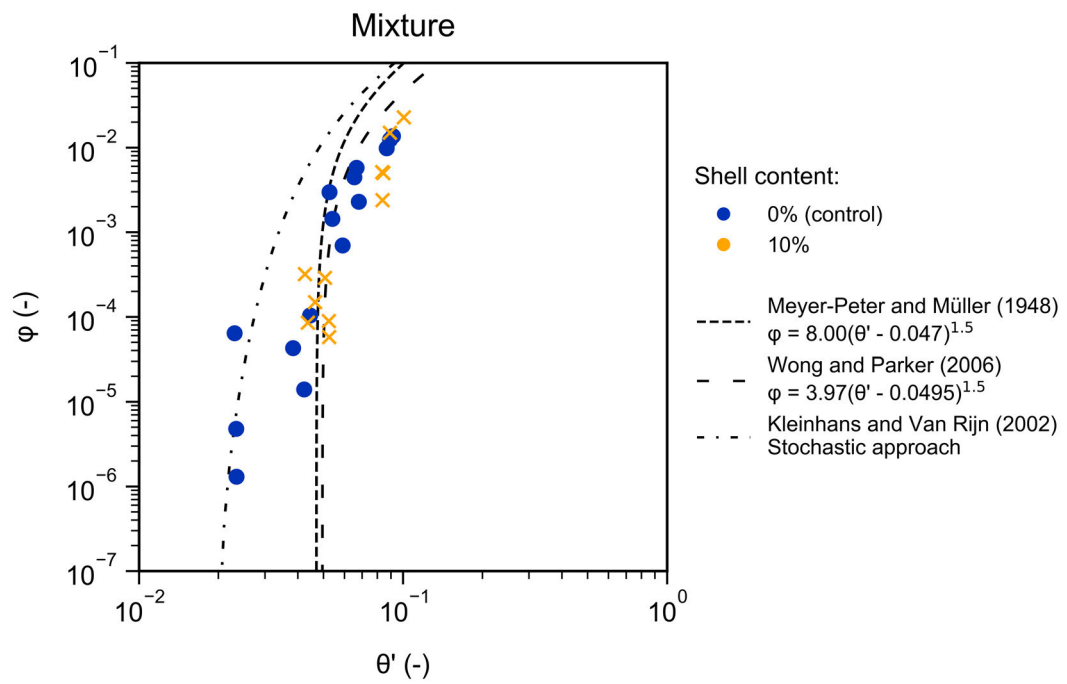 Mixture
10⁻¹
10⁻²
10⁻³
10⁻⁴
10⁻⁵
10⁻⁶
10⁻⁷
φ (-)
10⁻² 10⁻¹ 10⁰
θ' (-)
Shell content:
0% (control)
10%
Meyer-Peter and Müller (1948)
φ = 8.00(θ' - 0.047)¹·⁵
Wong and Parker (2006)
φ = 3.97(θ' - 0.0495)¹·⁵
Kleinhans and Van Rijn (2002)
Stochastic approach